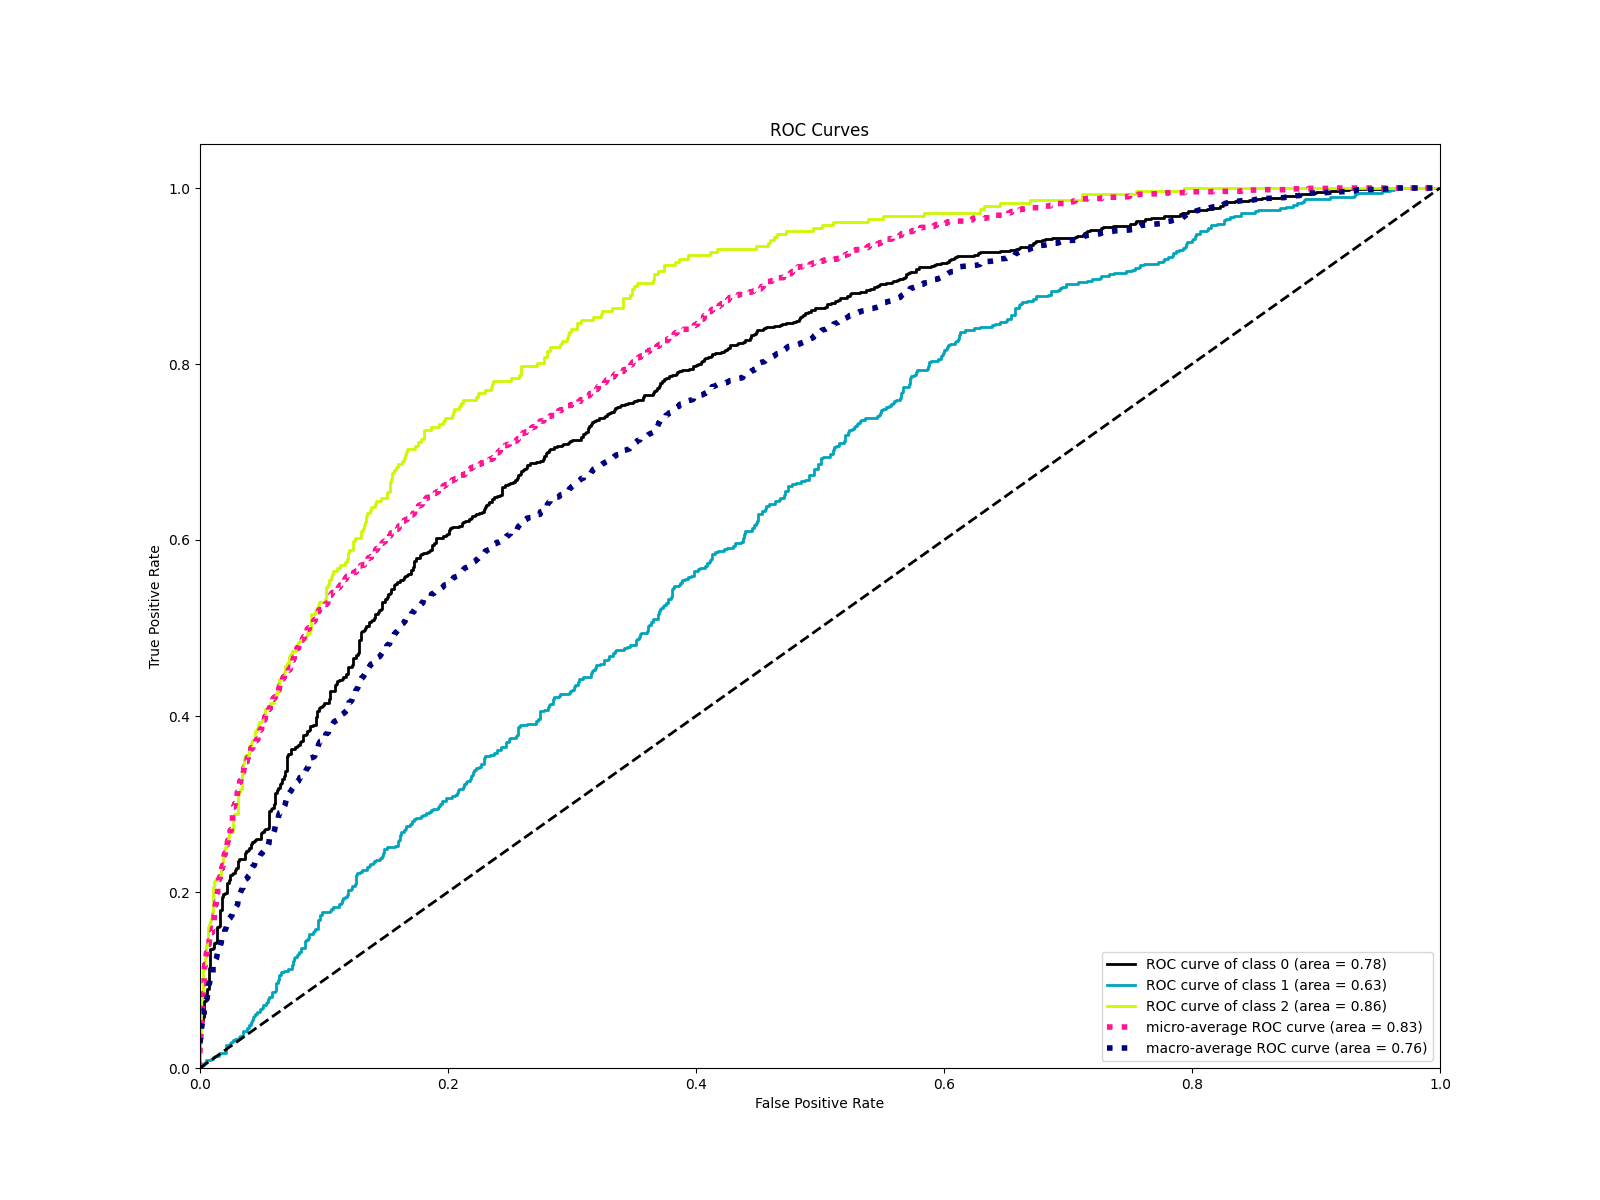 ROC Curves
1.0
0.8
0.6
0.4
0.2
0.0
True Positive Rate
0.0 0.2 0.4 0.6 0.8 1.0
False Positive Rate
ROC curve of class 0 (area = 0.78)
ROC curve of class 1 (area = 0.63)
ROC curve of class 2 (area = 0.86)
micro-average ROC curve (area = 0.83)
macro-average ROC curve (area = 0.76)